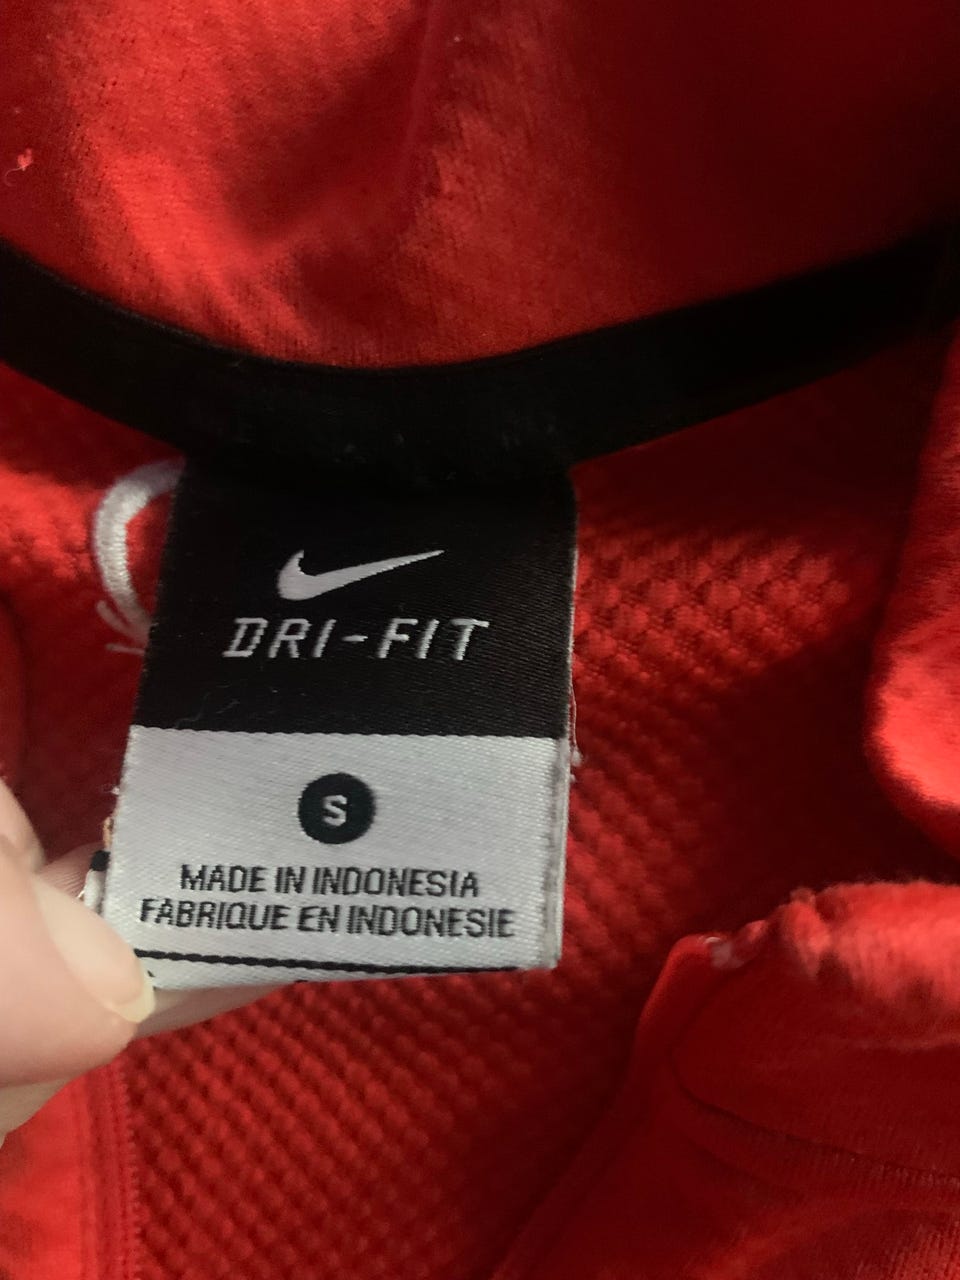 DRI-FIT
S
MADE IN INDONESIA
FABRIQUE EN INDONESIE